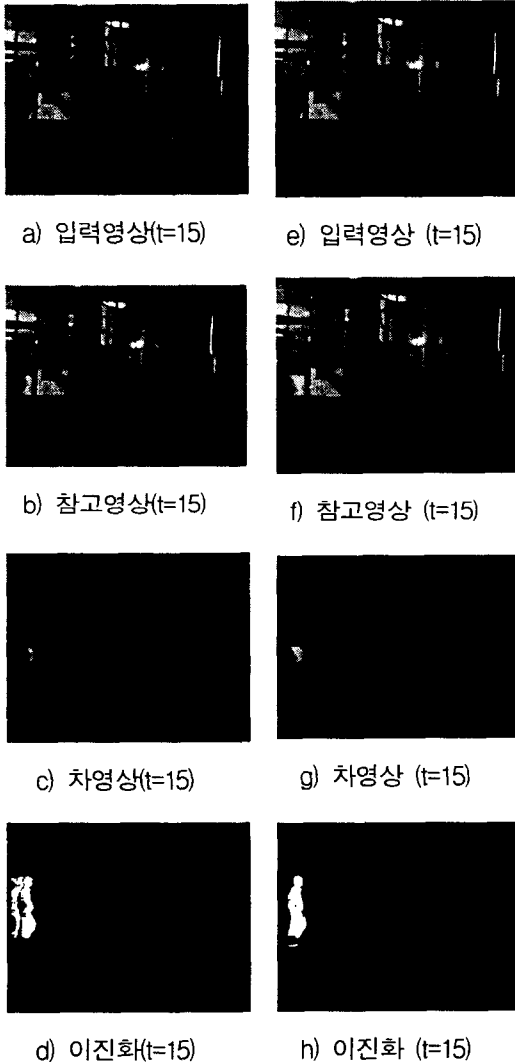 a) 입력영상(t=15)
e) 입력영상 (t=15)
b) 참고영상(t=15)
f) 참고영상 (t=15)
c) 차영상(t=15)
g) 차영상 (t=15)
d) 이진화(t=15)
h) 이진화 (t=15)